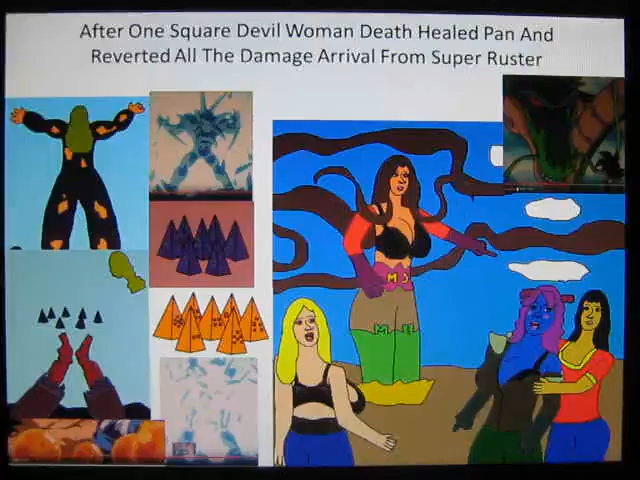 After One Square Devil Woman Death Healed Pan And
Reverted All The Damage Arrival From Super Ruster
M
M